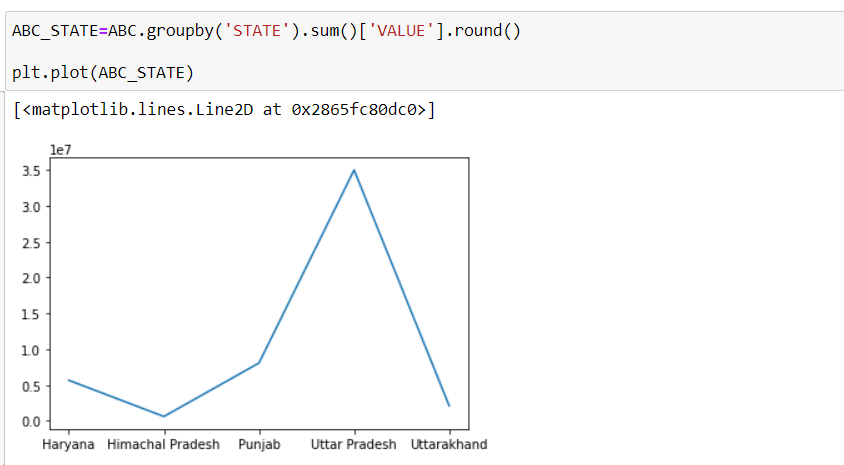 ABC_STATE=ABC.groupby('STATE').sum()['VALUE'].round()
plt.plot(ABC_STATE)
[<matplotlib.lines.Line2D at 0x2865fc80dc0>]
1e7
3.5
3.0
2.5
2.0
1.5
1.0
0.5
0.0
Haryana Himachal Pradesh Punjab Uttar Pradesh Uttarakhand